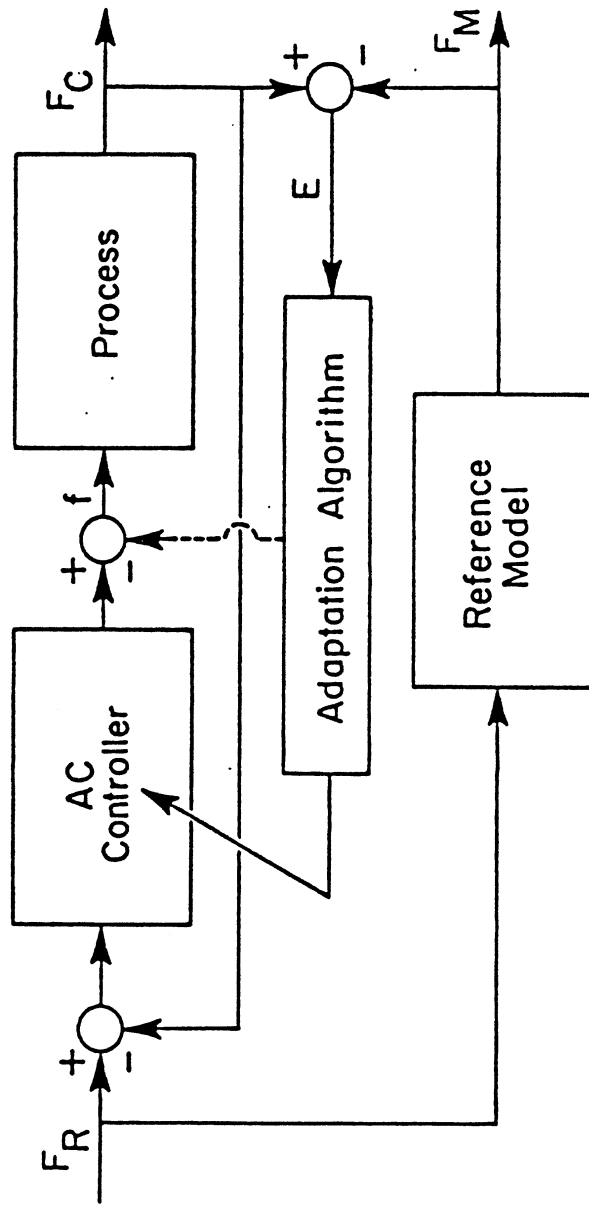 F_R
+
−
AC
Controller
+
−
f
Process
F_C
+
−
E
Adaptation Algorithm
Reference
Model
F_M